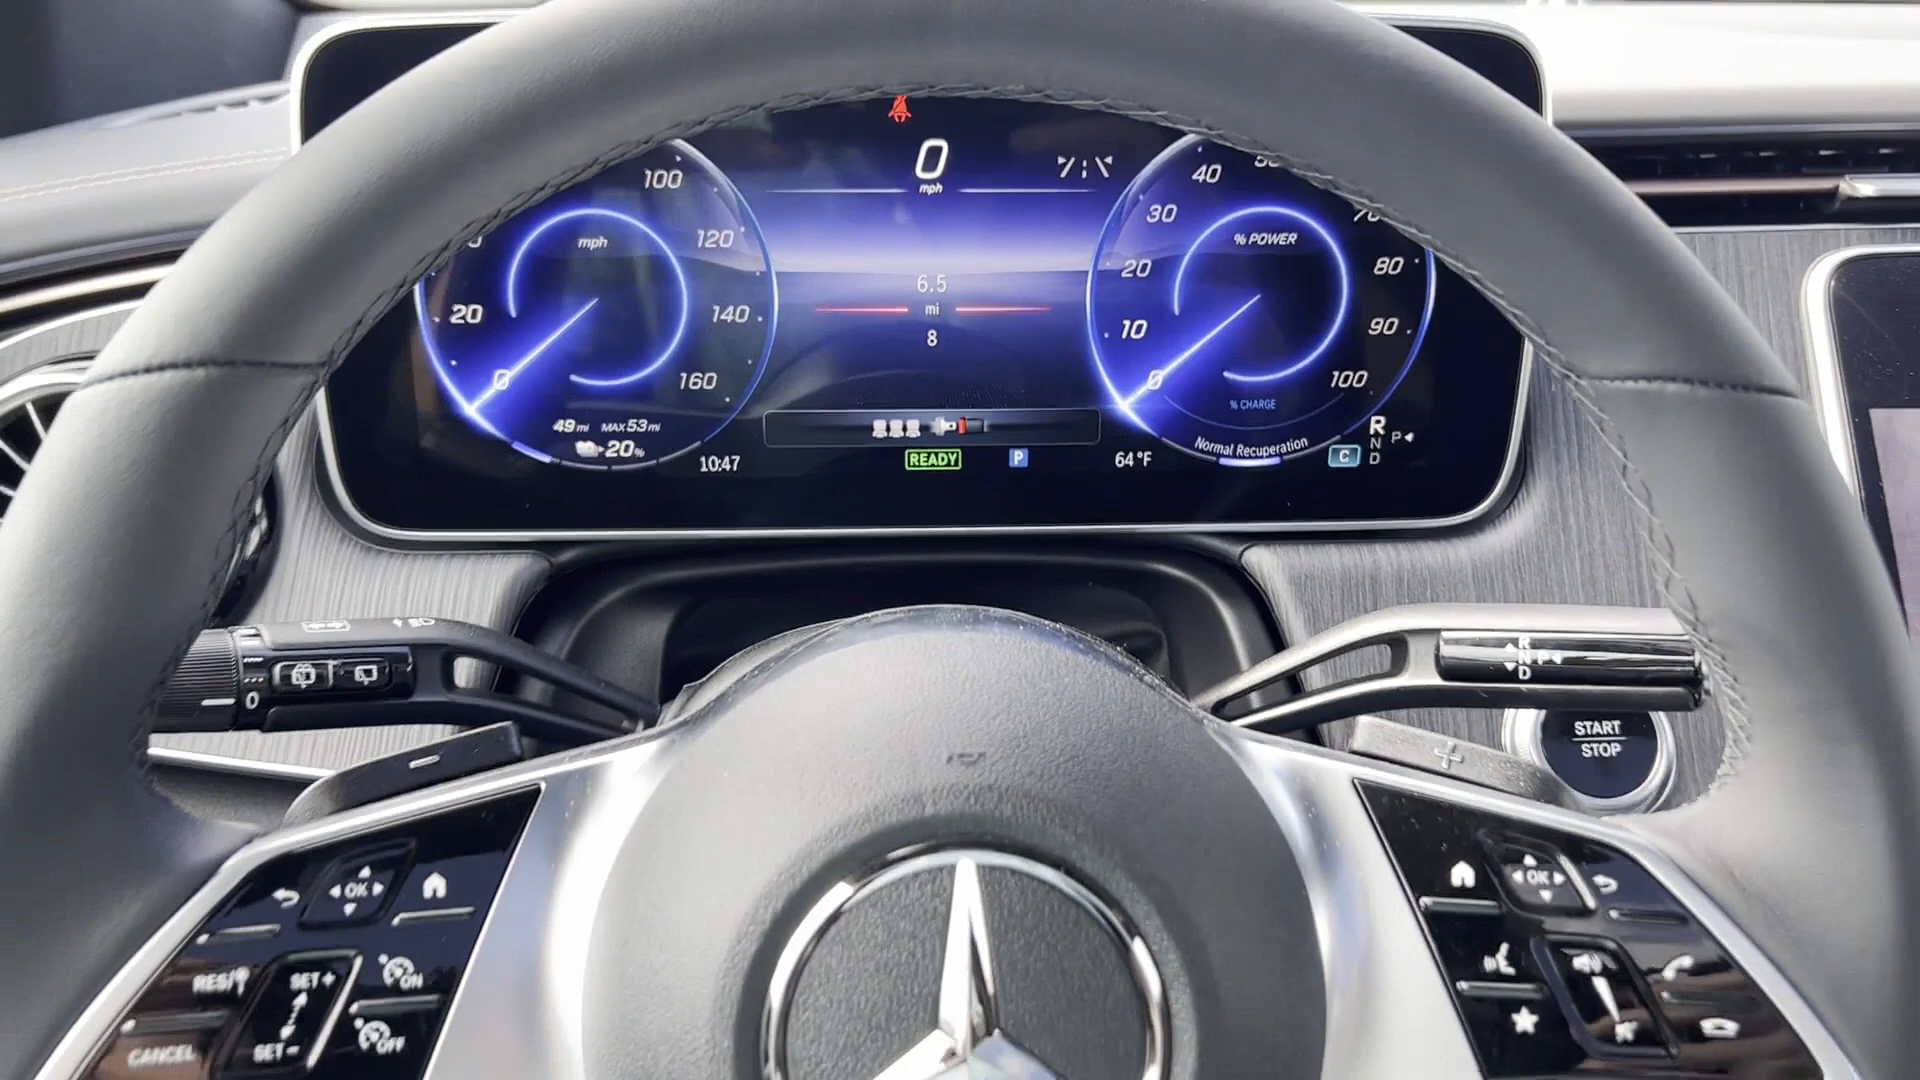 0
mph
100
40
30
mph
120
% POWER
20
80
6.5
20
140
mi
10
90
8
0
160
0
100
% CHARGE
49 mi MAX 53 mi
20%
Normal Recuperation
R
N P
D
10:47
READY
P
64°F
C
0
R
N P
D
START
STOP
−
+
OK
OK
RES/
SET +
ON
SET −
OFF
CANCEL